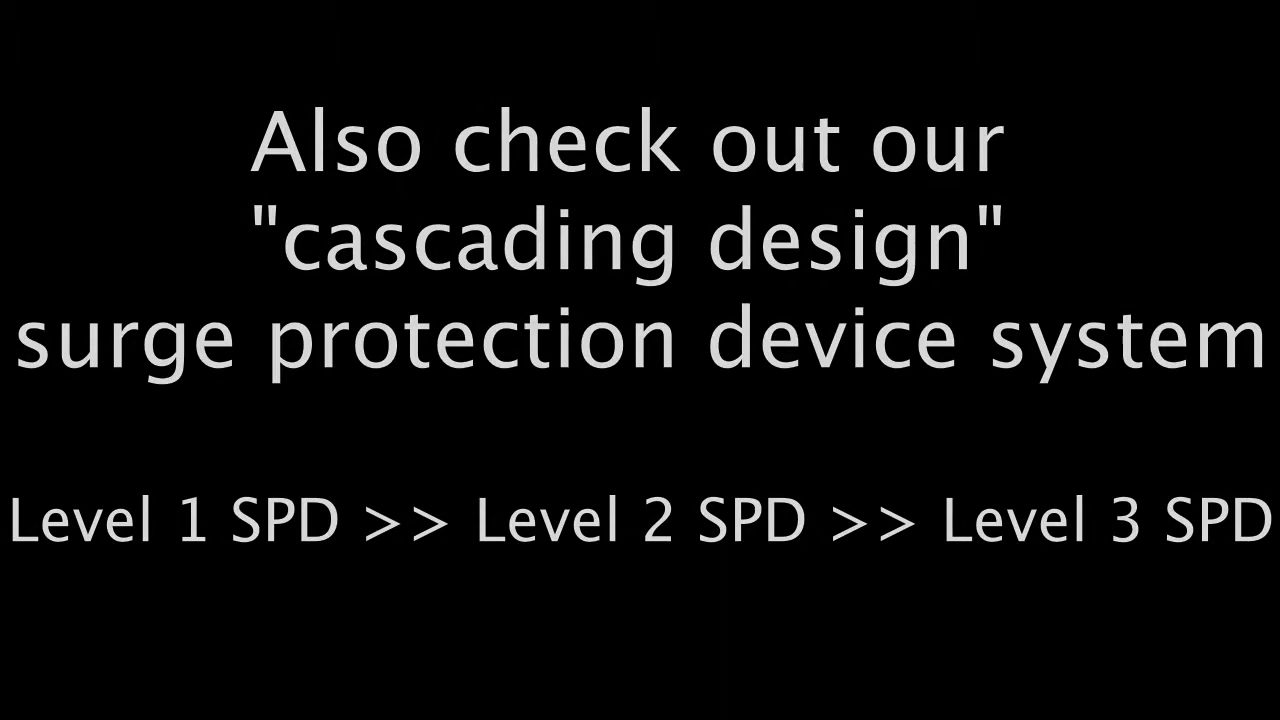 Also check out our
"cascading design"
surge protection device system
Level 1 SPD >> Level 2 SPD >> Level 3 SPD